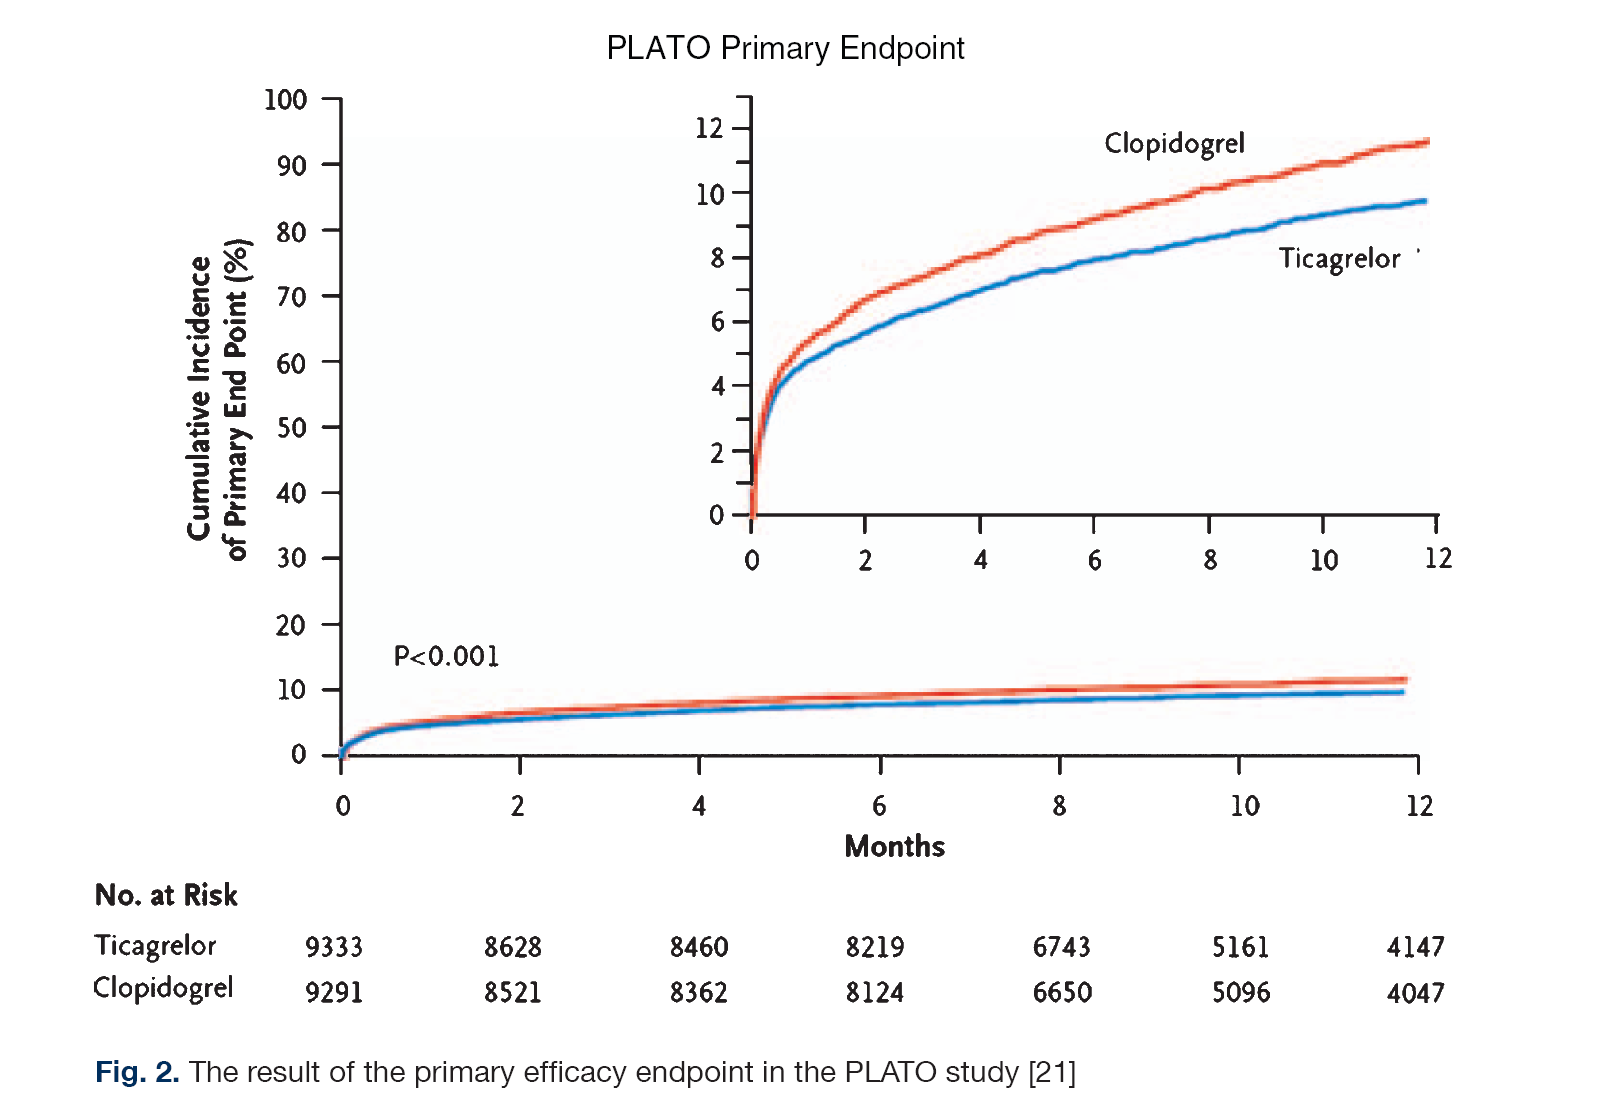 PLATO Primary Endpoint
100
90
80
70
60
50
40
30
20
10
0
Cumulative Incidence
of Primary End Point (%)
12
10
8
6
4
2
0
Clopidogrel
Ticagrelor
0 2 4 6 8 10 12
P<0.001
0 2 4 6 8 10 12
Months
No. at Risk
Ticagrelor 9333 8628 8460 8219 6743 5161 4147
Clopidogrel 9291 8521 8362 8124 6650 5096 4047
Fig. 2. The result of the primary efficacy endpoint in the PLATO study [21]